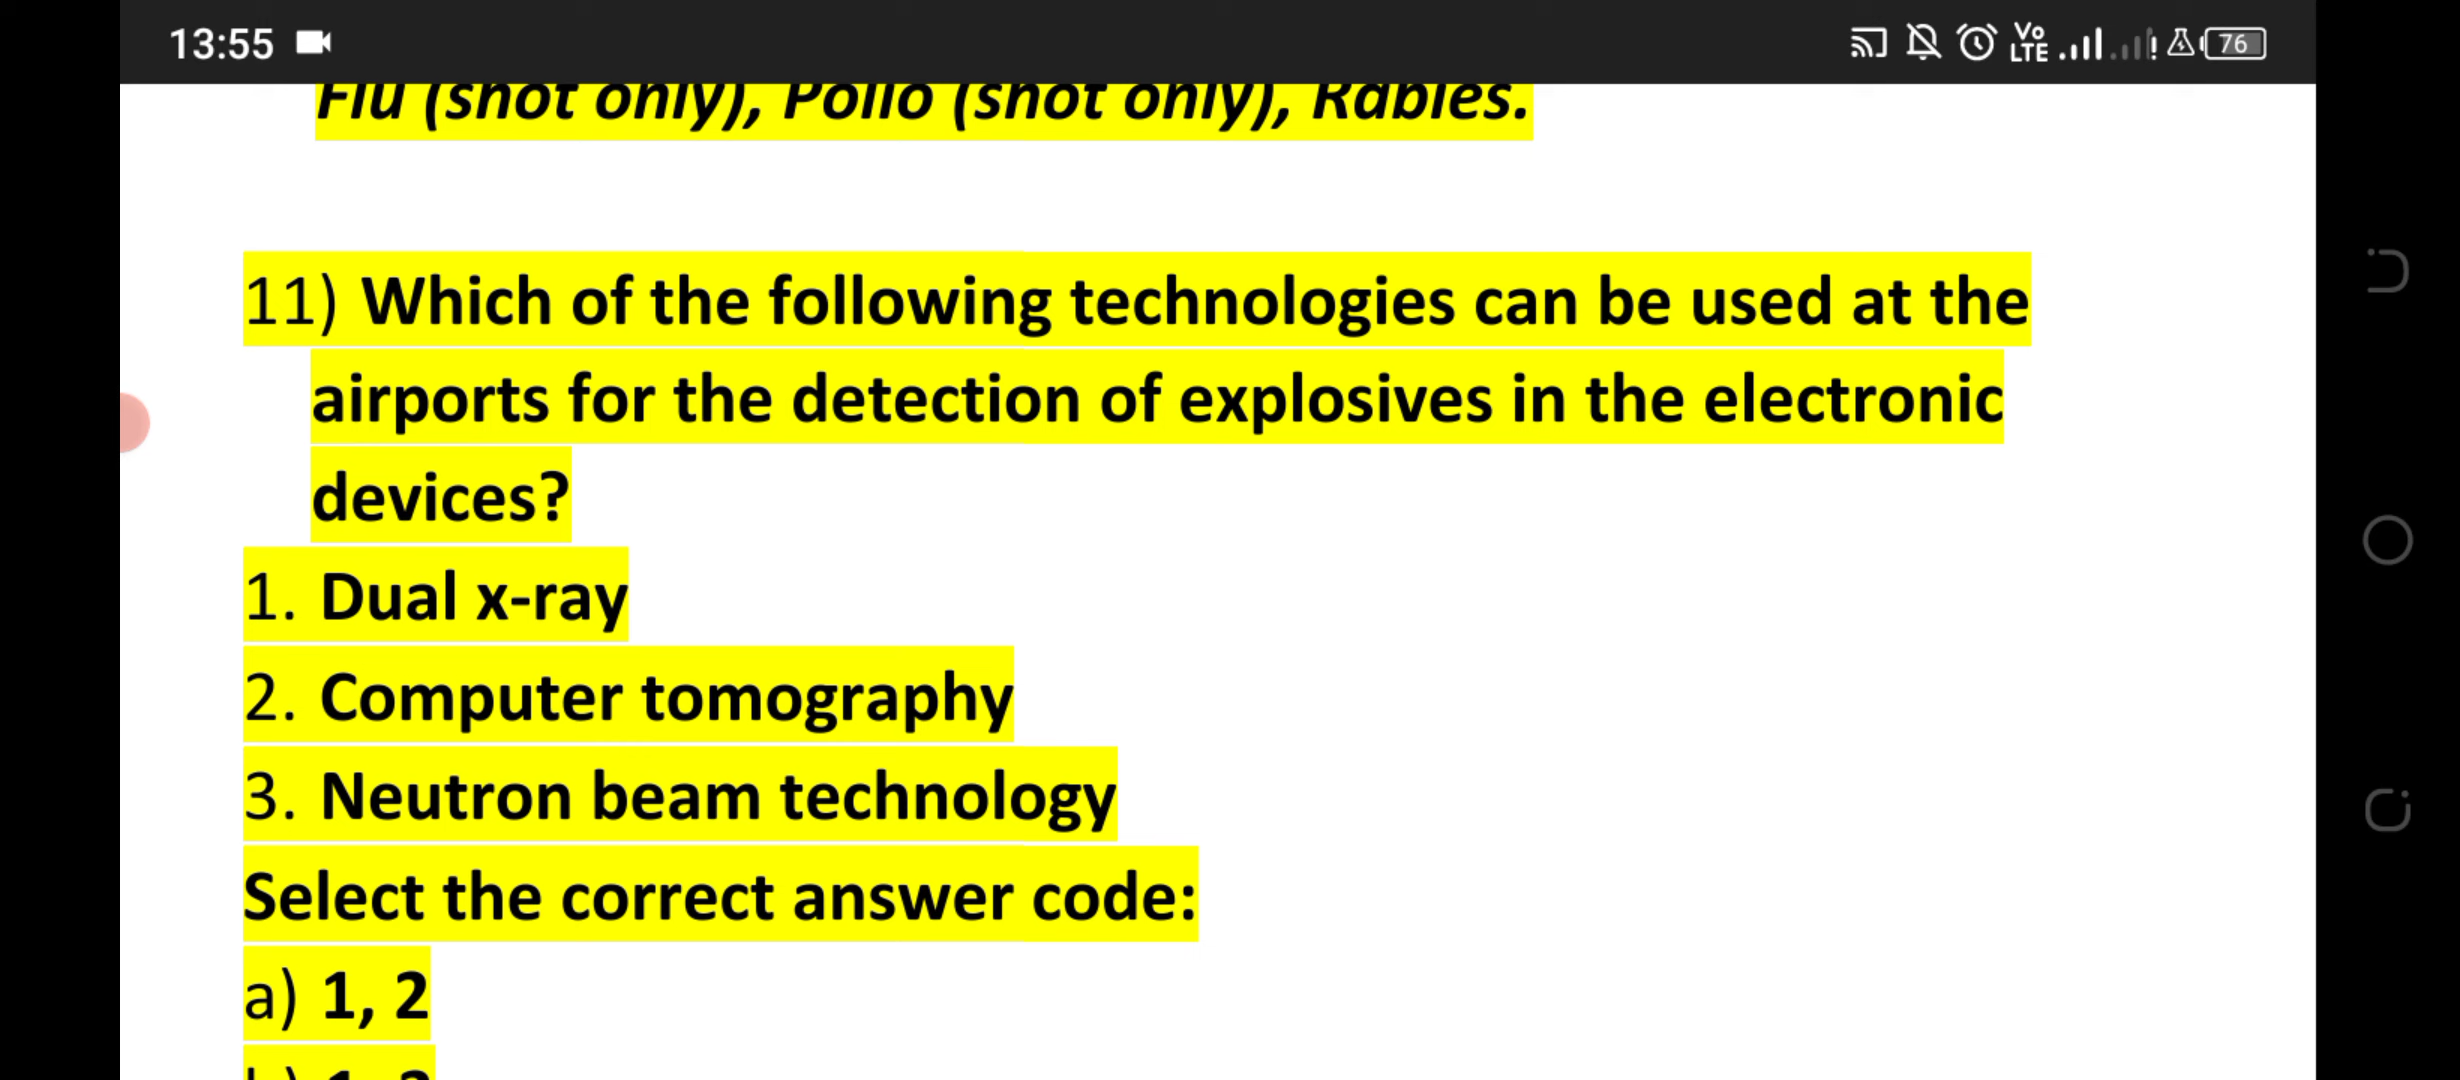 13:55
Vo LTE 76
Flu (shot only), Polio (shot only), Rabies.
11) Which of the following technologies can be used at the
airports for the detection of explosives in the electronic
devices?
1. Dual x-ray
2. Computer tomography
3. Neutron beam technology
Select the correct answer code:
a) 1, 2